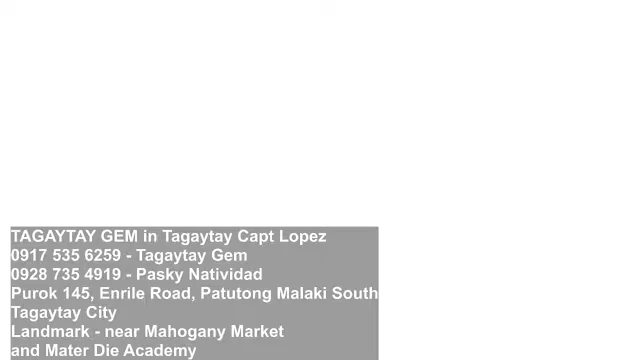 TAGAYTAY GEM in Tagaytay Capt Lopez
0917 535 6259 - Tagaytay Gem
0928 735 4919 - Pasky Natividad
Purok 145, Enrile Road, Patutong Malaki South
Tagaytay City
Landmark - near Mahogany Market
and Mater Die Academy